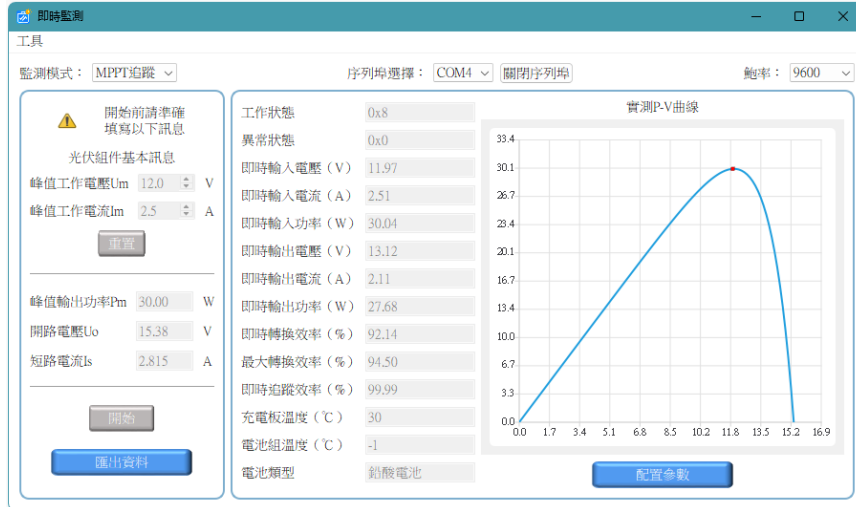 即時監測
工具
監測模式： MPPT追蹤
序列埠選擇： COM4 關閉序列埠
鮑率： 9600
開始前請準確
填寫以下訊息
光伏組件基本訊息
峰值工作電壓Um 12.0 V
峰值工作電流Im 2.5 A
重置
峰值輸出功率Pm 30.00 W
開路電壓Uo 15.38 V
短路電流Is 2.815 A
開始
匯出資料
工作狀態 0x8
異常狀態 0x0
即時輸入電壓（V） 11.97
即時輸入電流（A） 2.51
即時輸入功率（W） 30.04
即時輸出電壓（V） 13.12
即時輸出電流（A） 2.11
即時輸出功率（W） 27.68
即時轉換效率（%） 92.14
最大轉換效率（%） 94.50
即時追蹤效率（%） 99.99
充電板溫度（℃） 30
電池組溫度（℃） -1
電池類型 鉛酸電池
實測P-V曲線
33.4
30.1
26.7
23.4
20.1
16.7
13.4
10.0
6.7
3.3
0.0
0.0 1.7 3.4 5.1 6.8 8.5 10.2 11.8 13.5 15.2 16.9
配置參數